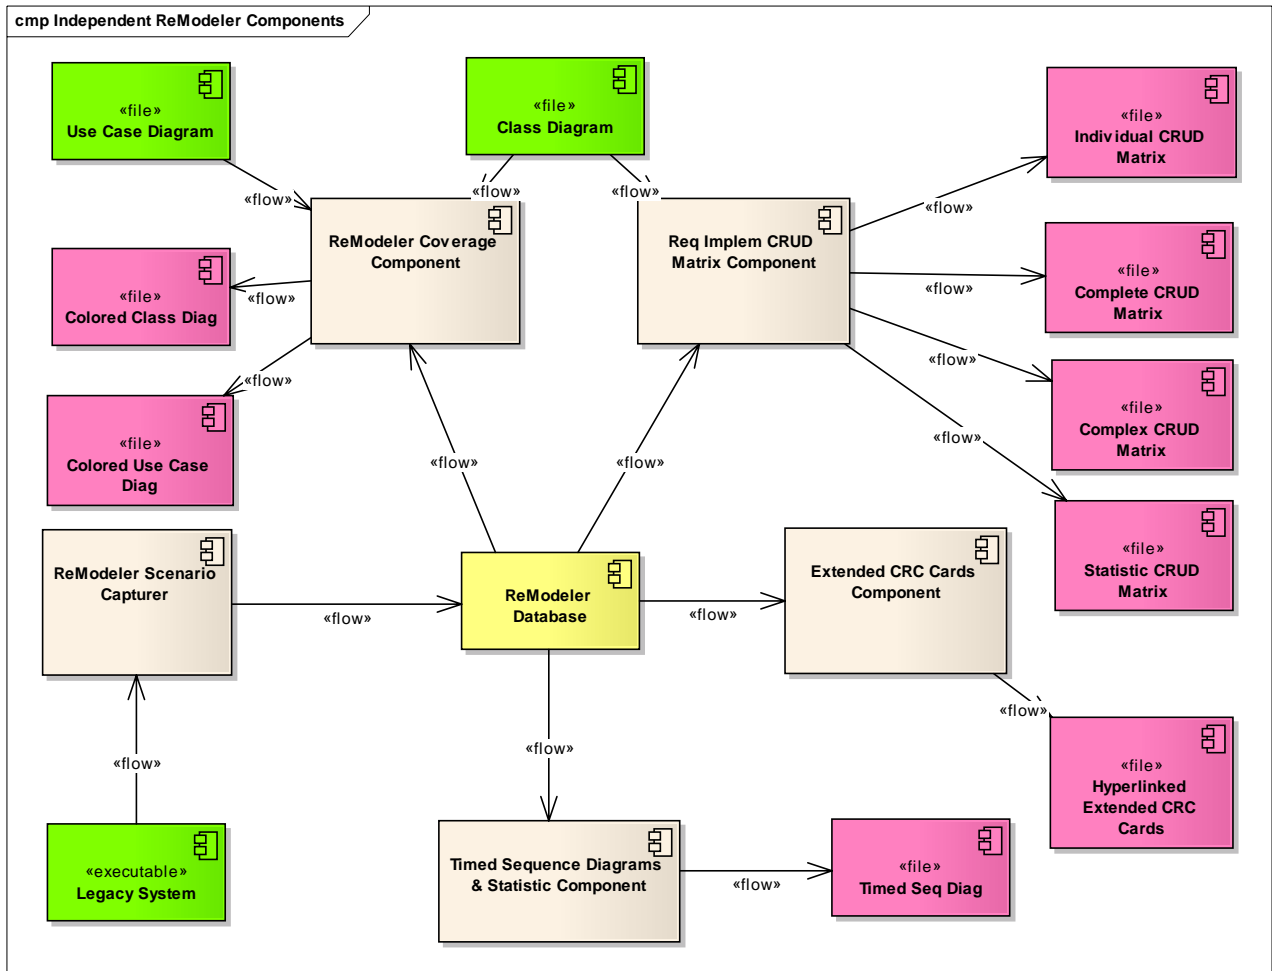 cmp Independent ReModeler Components
«file»
Use Case Diagram
«file»
Class Diagram
«file»
Individual CRUD
Matrix
«flow»
«flow»
«flow»
«flow»
ReModeler Coverage
Component
Req Implem CRUD
Matrix Component
«file»
Colored Class Diag
«flow»
«flow»
«file»
Complete CRUD
Matrix
«flow»
«flow»
«file»
Colored Use Case
Diag
«file»
Complex CRUD
Matrix
«flow»
«flow»
«flow»
«file»
Statistic CRUD
Matrix
ReModeler Scenario
Capturer
«flow»
ReModeler
Database
«flow»
Extended CRC Cards
Component
«flow»
«flow»
«flow»
«file»
Hyperlinked
Extended CRC
Cards
«executable»
Legacy System
Timed Sequence Diagrams
& Statistic Component
«flow»
«file»
Timed Seq Diag